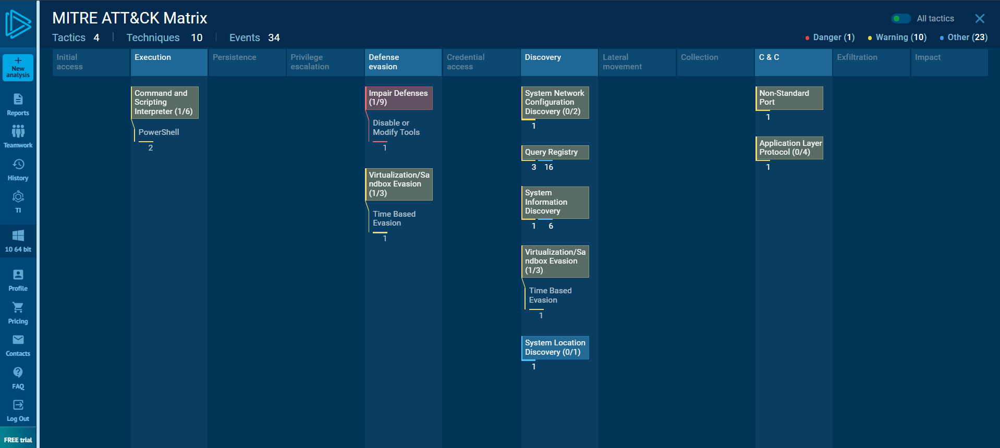 MITRE ATT&CK Matrix
All tactics
Tactics 4
Techniques 10
Events 34
Danger (1)
Warning (10)
Other (23)
New
analysis
Reports
Teamwork
History
TI
10 64 bit
Profile
Pricing
Contacts
FAQ
Log Out
FREE trial
Initial
access
Execution
Persistence
Privilege
escalation
Defense
evasion
Credential
access
Discovery
Lateral
movement
Collection
C & C
Exfiltration
Impact
Command and
Scripting
Interpreter (1/6)
PowerShell
2
Impair Defenses
(1/9)
Disable or
Modify Tools
1
Virtualization/Sa
ndbox Evasion
(1/3)
Time Based
Evasion
1
System Network
Configuration
Discovery (0/2)
1
Query Registry
3 16
System
Information
Discovery
1 6
Virtualization/Sa
ndbox Evasion
(1/3)
Time Based
Evasion
1
System Location
Discovery (0/1)
1
Non-Standard
Port
1
Application Layer
Protocol (0/4)
1